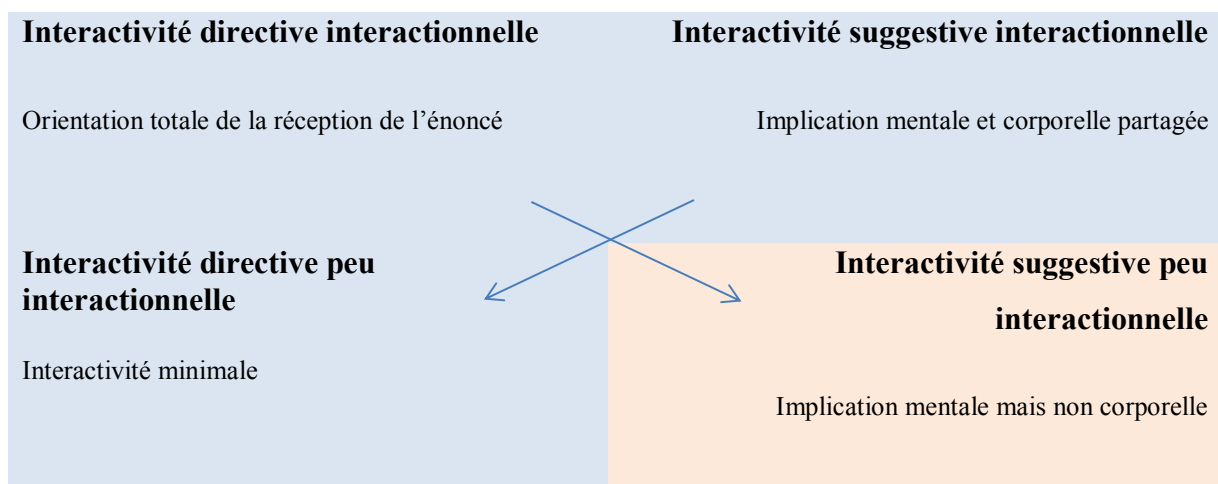 Interactivité directive interactionnelle
Orientation totale de la réception de l'énoncé
Interactivité suggestive interactionnelle
Implication mentale et corporelle partagée
Interactivité directive peu
interactionnelle
Interactivité minimale
Interactivité suggestive peu
interactionnelle
Implication mentale mais non corporelle